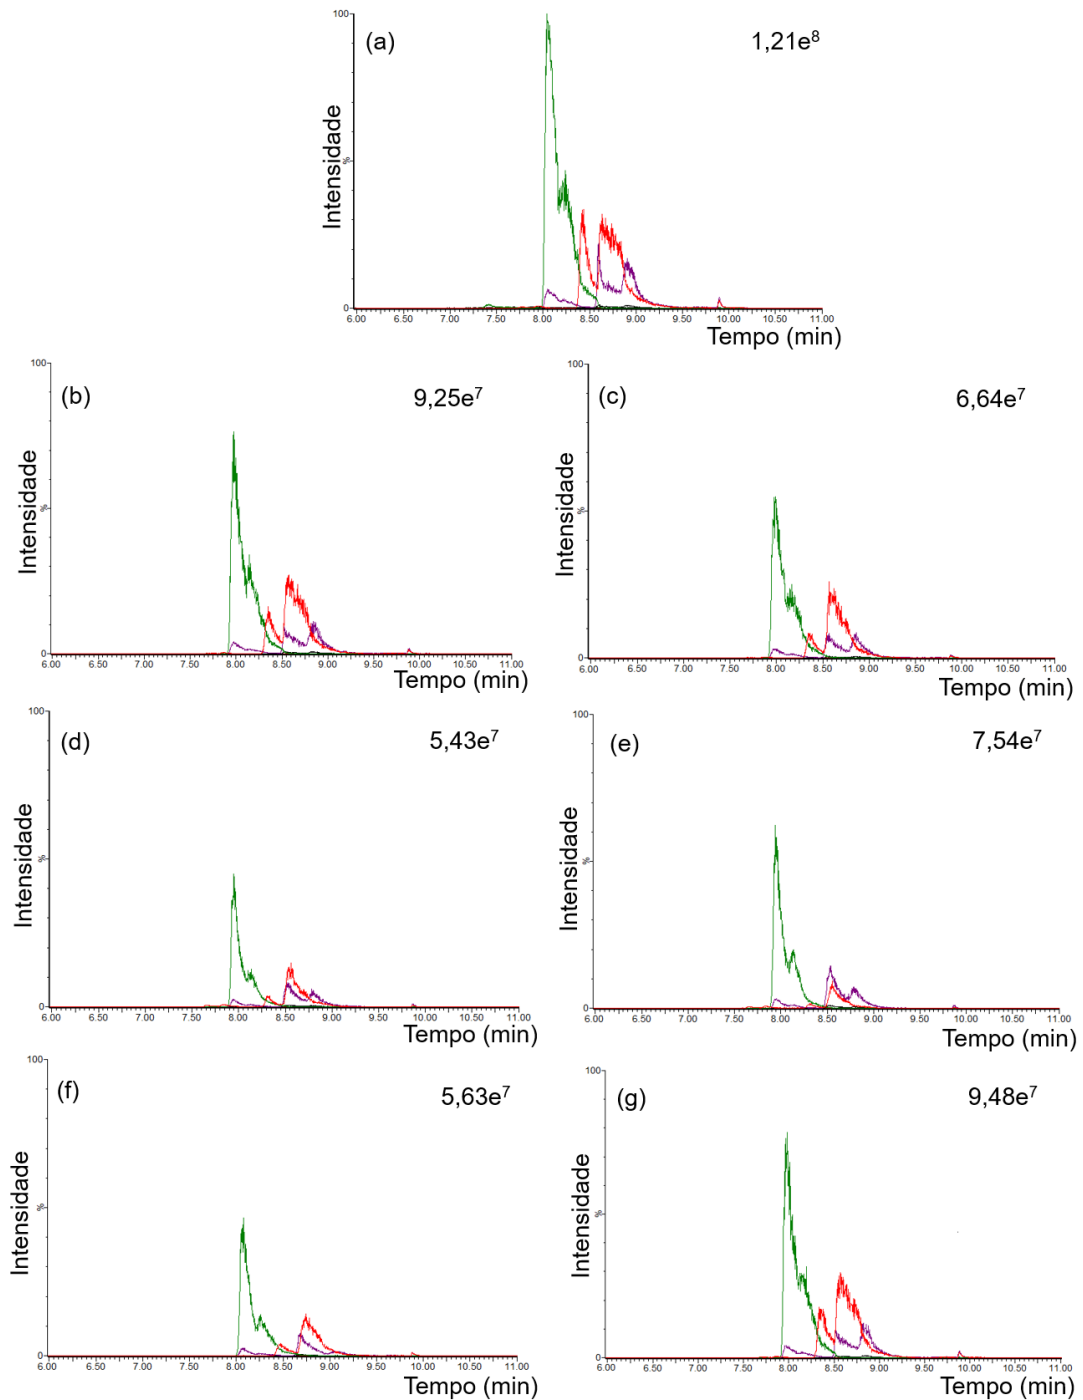 (a)
1,21e⁸
100
%
0
Intensidade
6.00 6.50 7.00 7.50 8.00 8.50 9.00 9.50 10.00 10.50 11.00
Tempo (min)
(b)
9,25e⁷
100
%
0
Intensidade
6.00 6.50 7.00 7.50 8.00 8.50 9.00 9.50 10.00 10.50 11.00
Tempo (min)
(c)
6,64e⁷
100
%
0
Intensidade
6.00 6.50 7.00 7.50 8.00 8.50 9.00 9.50 10.00 10.50 11.00
Tempo (min)
(d)
5,43e⁷
100
%
0
Intensidade
6.00 6.50 7.00 7.50 8.00 8.50 9.00 9.50 10.00 10.50 11.00
Tempo (min)
(e)
7,54e⁷
100
%
0
Intensidade
6.00 6.50 7.00 7.50 8.00 8.50 9.00 9.50 10.00 10.50 11.00
Tempo (min)
(f)
5,63e⁷
100
%
0
Intensidade
6.00 6.50 7.00 7.50 8.00 8.50 9.00 9.50 10.00 10.50 11.00
Tempo (min)
(g)
9,48e⁷
100
%
0
Intensidade
6.00 6.50 7.00 7.50 8.00 8.50 9.00 9.50 10.00 10.50 11.00
Tempo (min)